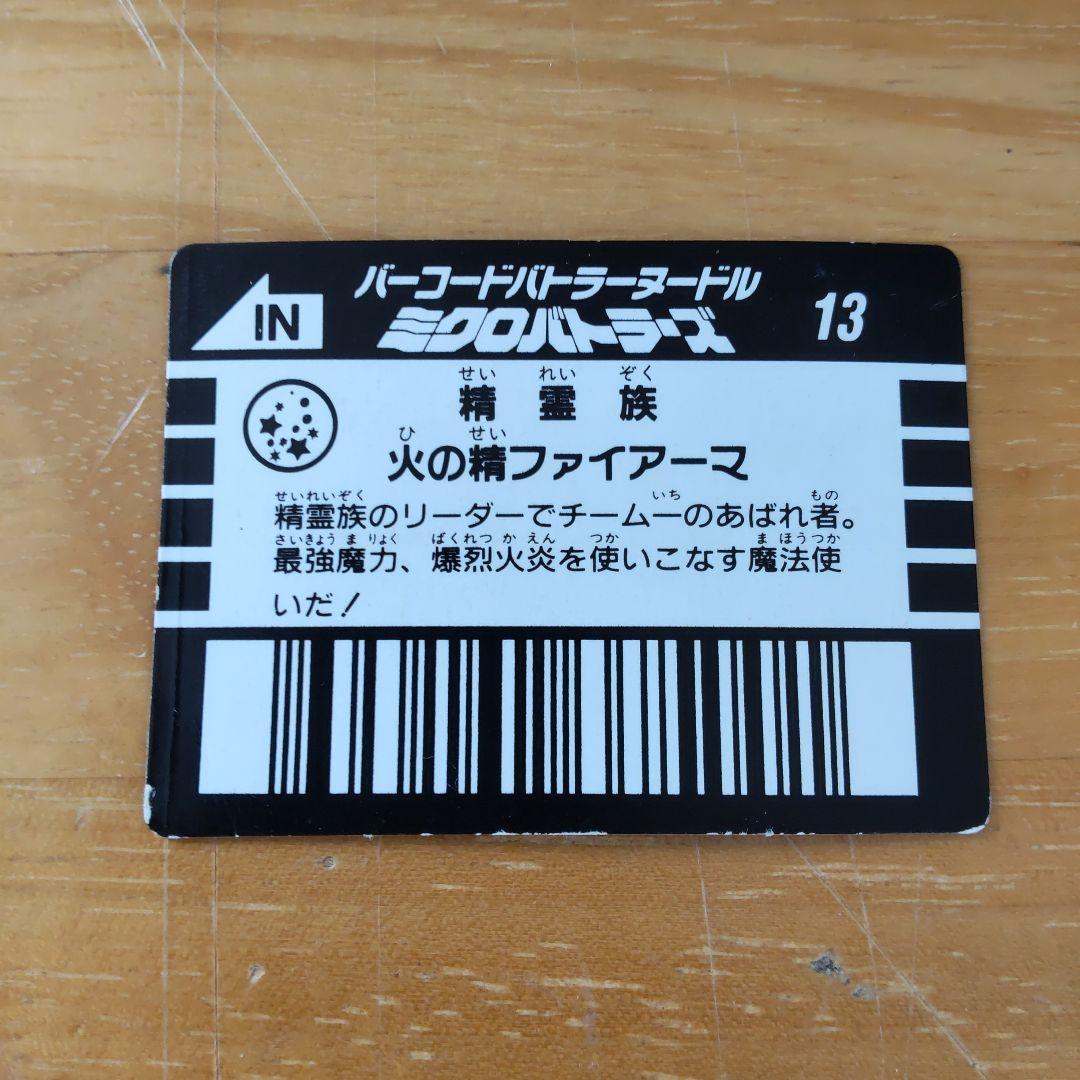 IN
バーコードバトラーヌードル
ミクロバトラーズ
13
せい れい ぞく
精霊族
ひ せい
火の精ファイアーマ
せいれいぞく いち もの
精霊族のリーダーでチーム一のあばれ者。
さいきょう ま りょく ばくれつ か えん つか ま ほうつか
最強魔力、爆烈火炎を使いこなす魔法使
いだ!